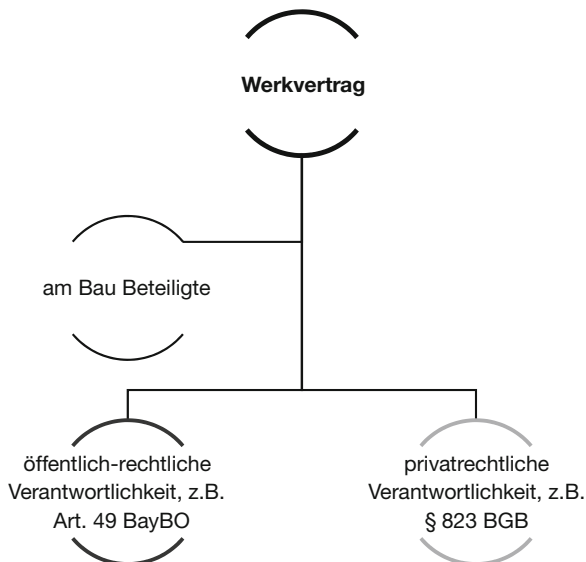 Werkvertrag
am Bau Beteiligte
öffentlich-rechtliche
Verantwortlichkeit, z.B.
Art. 49 BayBO
privatrechtliche
Verantwortlichkeit, z.B.
§ 823 BGB